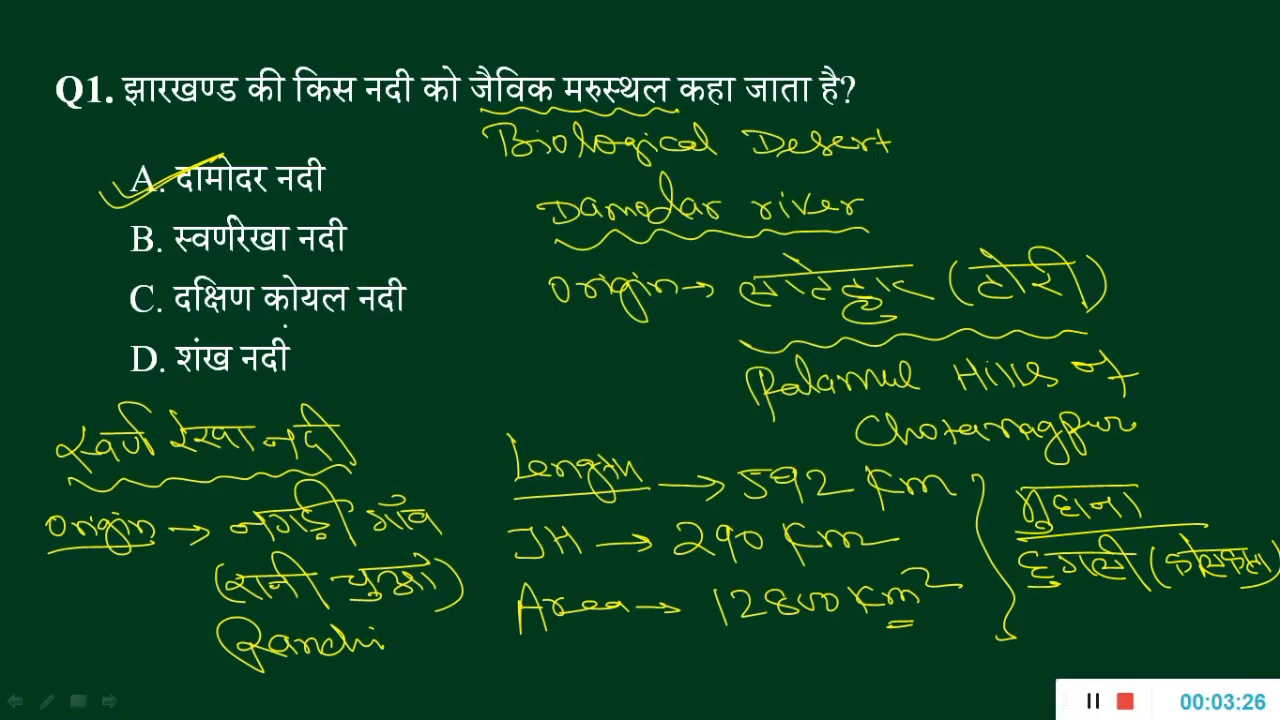 Q1. झारखण्ड की किस नदी को जैविक मरुस्थल कहा जाता है?
Biological Desert
A. दामोदर नदी
B. स्वर्णरेखा नदी
C. दक्षिण कोयल नदी
D. शंख नदी
Damodar river
Origin→ लातेहार (टोरी)
Palamu Hills of
Chotanagpur
स्वर्ण रेखा नदी
Origin → नगड़ी गाँव
(रानी चुआं)
Ranchi
Length → 592 Km
JH → 290 Km
Area → 12800 Km2
मुहाना
हुगली (कोलकता)
00:03:26